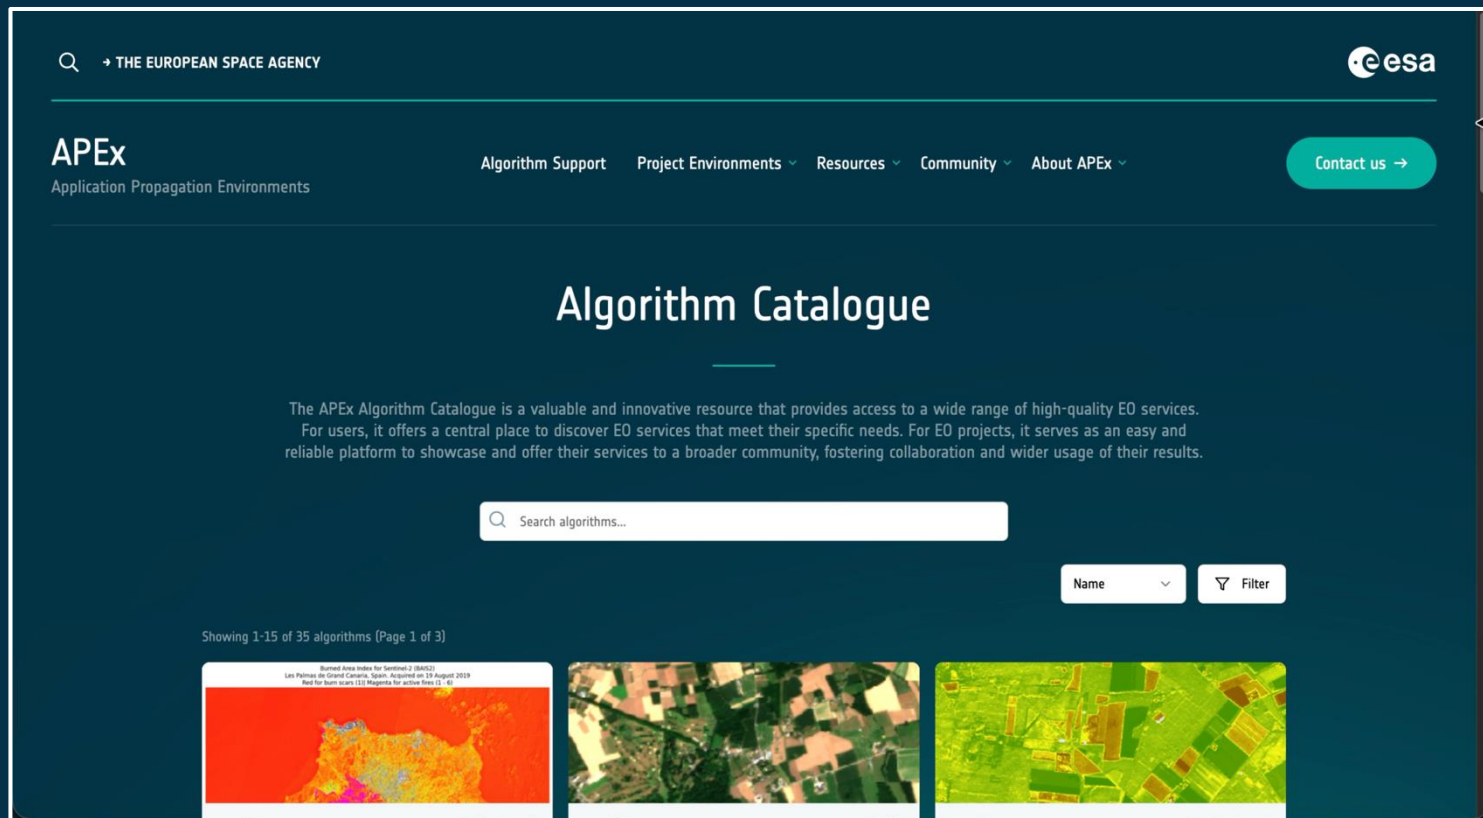 → THE EUROPEAN SPACE AGENCY
esa
APEx
Application Propagation Environments
Algorithm Support
Project Environments
Resources
Community
About APEx
Contact us →
Algorithm Catalogue
The APEx Algorithm Catalogue is a valuable and innovative resource that provides access to a wide range of high-quality EO services.
For users, it offers a central place to discover EO services that meet their specific needs. For EO projects, it serves as an easy and
reliable platform to showcase and offer their services to a broader community, fostering collaboration and wider usage of their results.
Search algorithms...
Name
Filter
Showing 1-15 of 35 algorithms (Page 1 of 3)
Burned Area Index for Sentinel-2 (BAIS2)
Les Palmas de Grand Canaria, Spain. Acquired on 19 August 2019
Red for burn scars (1)| Magenta for active fires (1 - 6)